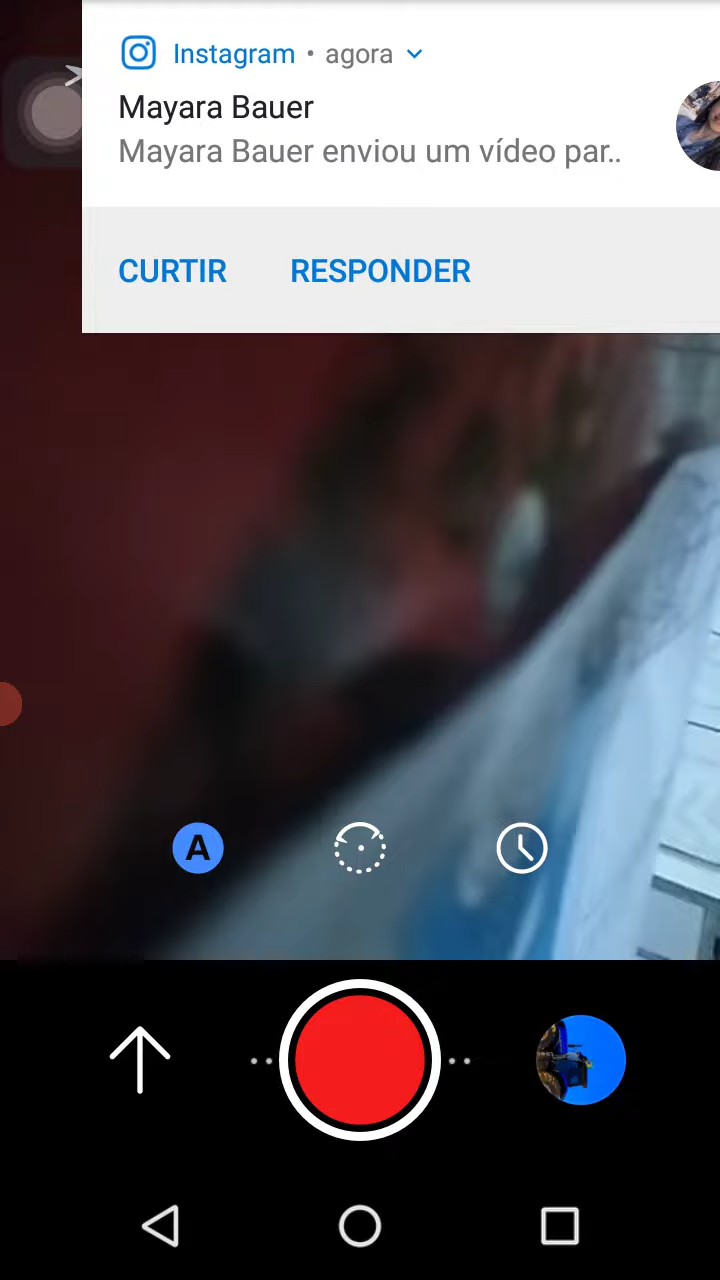 Instagram • agora
Mayara Bauer
Mayara Bauer enviou um vídeo par..
CURTIR RESPONDER
A